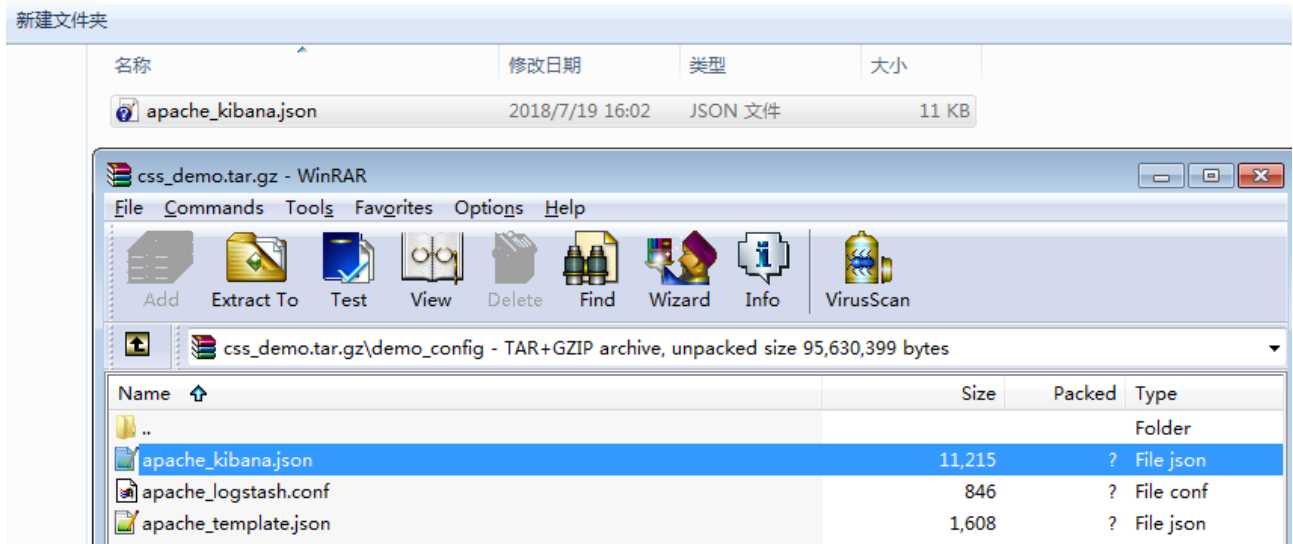 新建文件夹
名称 修改日期 类型 大小
apache_kibana.json 2018/7/19 16:02 JSON 文件 11 KB
css_demo.tar.gz - WinRAR
File Commands Tools Favorites Options Help
Add Extract To Test View Delete Find Wizard Info VirusScan
css_demo.tar.gz\demo_config - TAR+GZIP archive, unpacked size 95,630,399 bytes
Name Size Packed Type
.. Folder
apache_kibana.json 11,215 ? File json
apache_logstash.conf 846 ? File conf
apache_template.json 1,608 ? File json